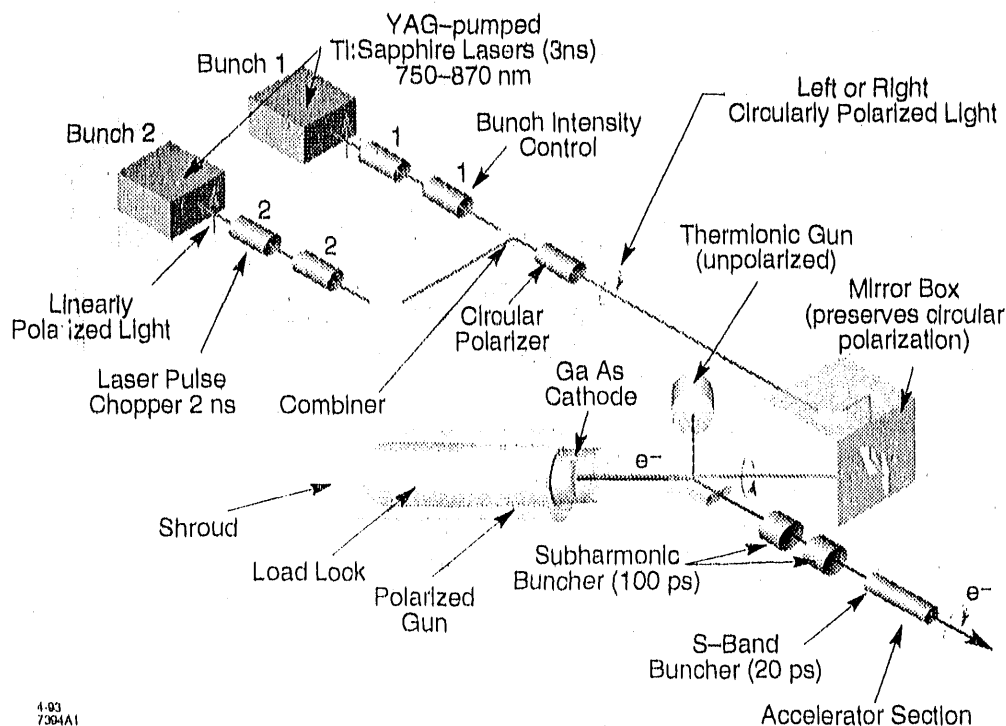 YAG–pumped
Ti:Sapphire Lasers (3ns)
750–870 nm
Bunch 1
Bunch 2
1
1
2
2
Bunch Intensity
Control
Left or Right
Circularly Polarized Light
Thermionic Gun
(unpolarized)
Mirror Box
(preserves circular
polarization)
Linearly
Pola ized Light
Circular
Polarizer
Laser Pulse
Chopper 2 ns
Combiner
Ga As
Cathode
e–
Shroud
Load Lock
Polarized
Gun
Subharmonic
Buncher (100 ps)
e–
S–Band
Buncher (20 ps)
Accelerator Section
4-93
7394A1